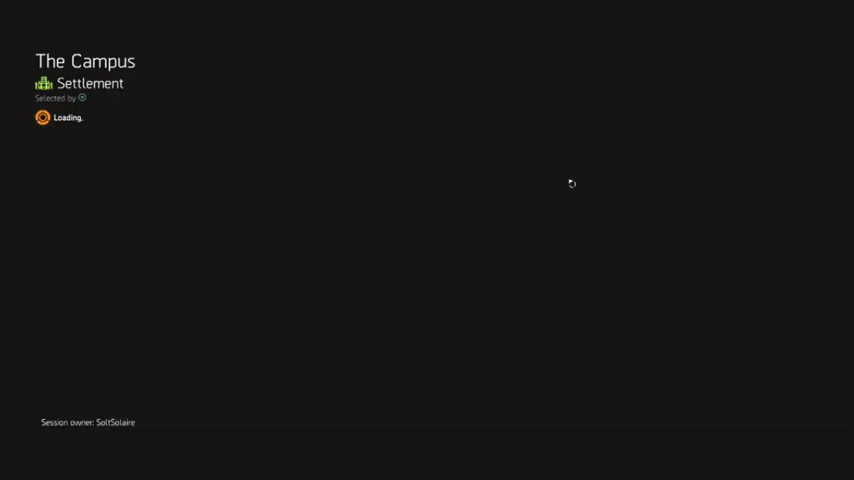 The Campus
Settlement
Selected by
Loading.
Session owner: SoltSolaire